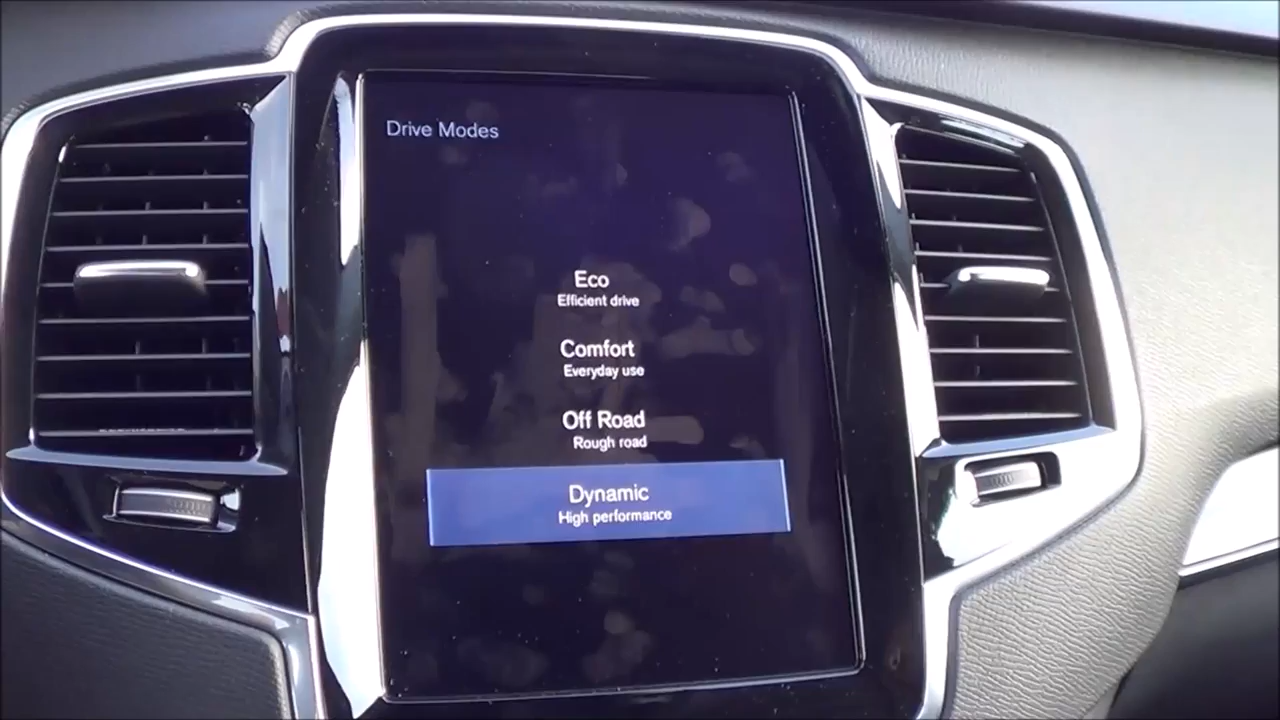 Drive Modes
Eco
Efficient drive
Comfort
Everyday use
Off Road
Rough road
Dynamic
High performance